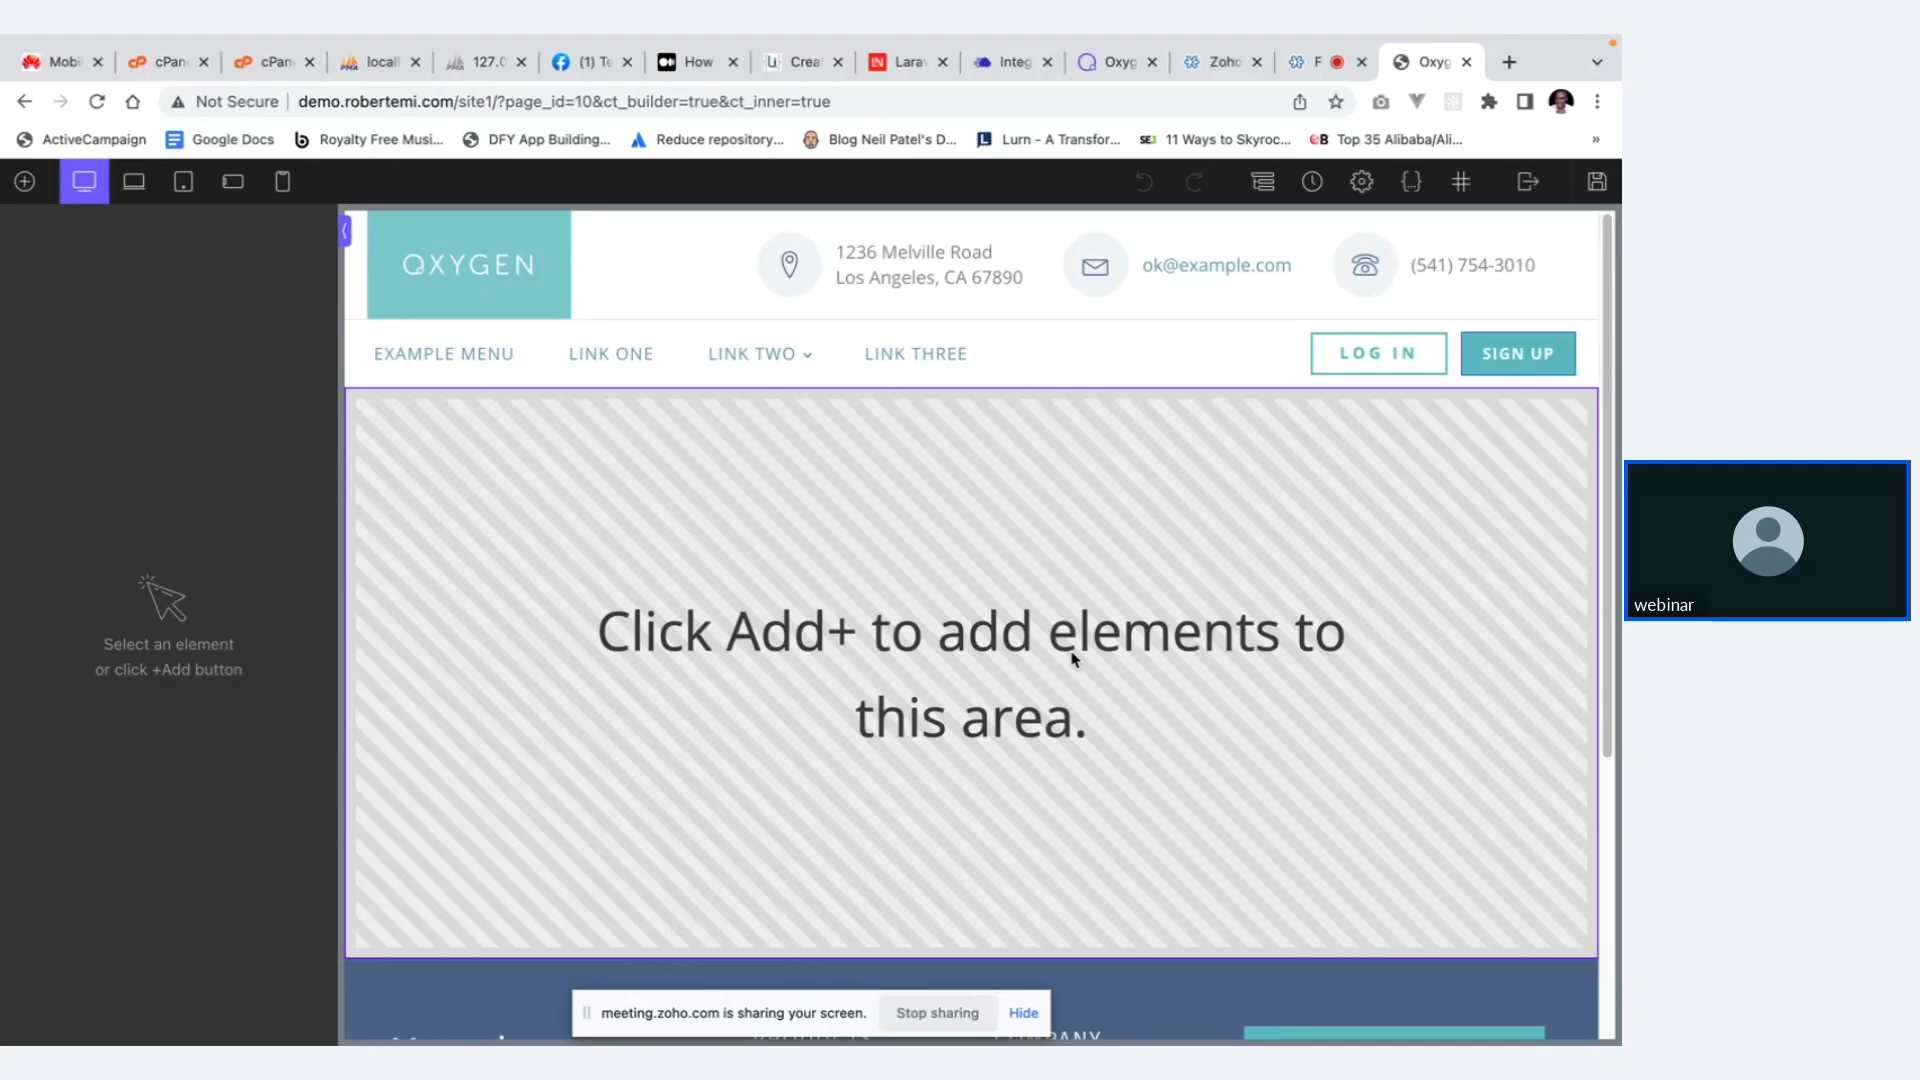 Mobi
cPan
cPan
locall
127.0
(1) Te
How
Crea
Lara
Integ
Oxyg
Zoho
F
Oxyg
Not Secure
demo.robertemi.com/site1/?page_id=10&ct_builder=true&ct_inner=true
ActiveCampaign
Google Docs
Royalty Free Musi...
DFY App Building...
Reduce repository...
Blog Neil Patel's D...
Lurn - A Transfor...
11 Ways to Skyroc...
Top 35 Alibaba/Ali...
OXYGEN
1236 Melville Road
Los Angeles, CA 67890
ok@example.com
(541) 754-3010
EXAMPLE MENU
LINK ONE
LINK TWO
LINK THREE
LOG IN
SIGN UP
Select an element
or click +Add button
Click Add+ to add elements to
this area.
webinar
meeting.zoho.com is sharing your screen.
Stop sharing
Hide